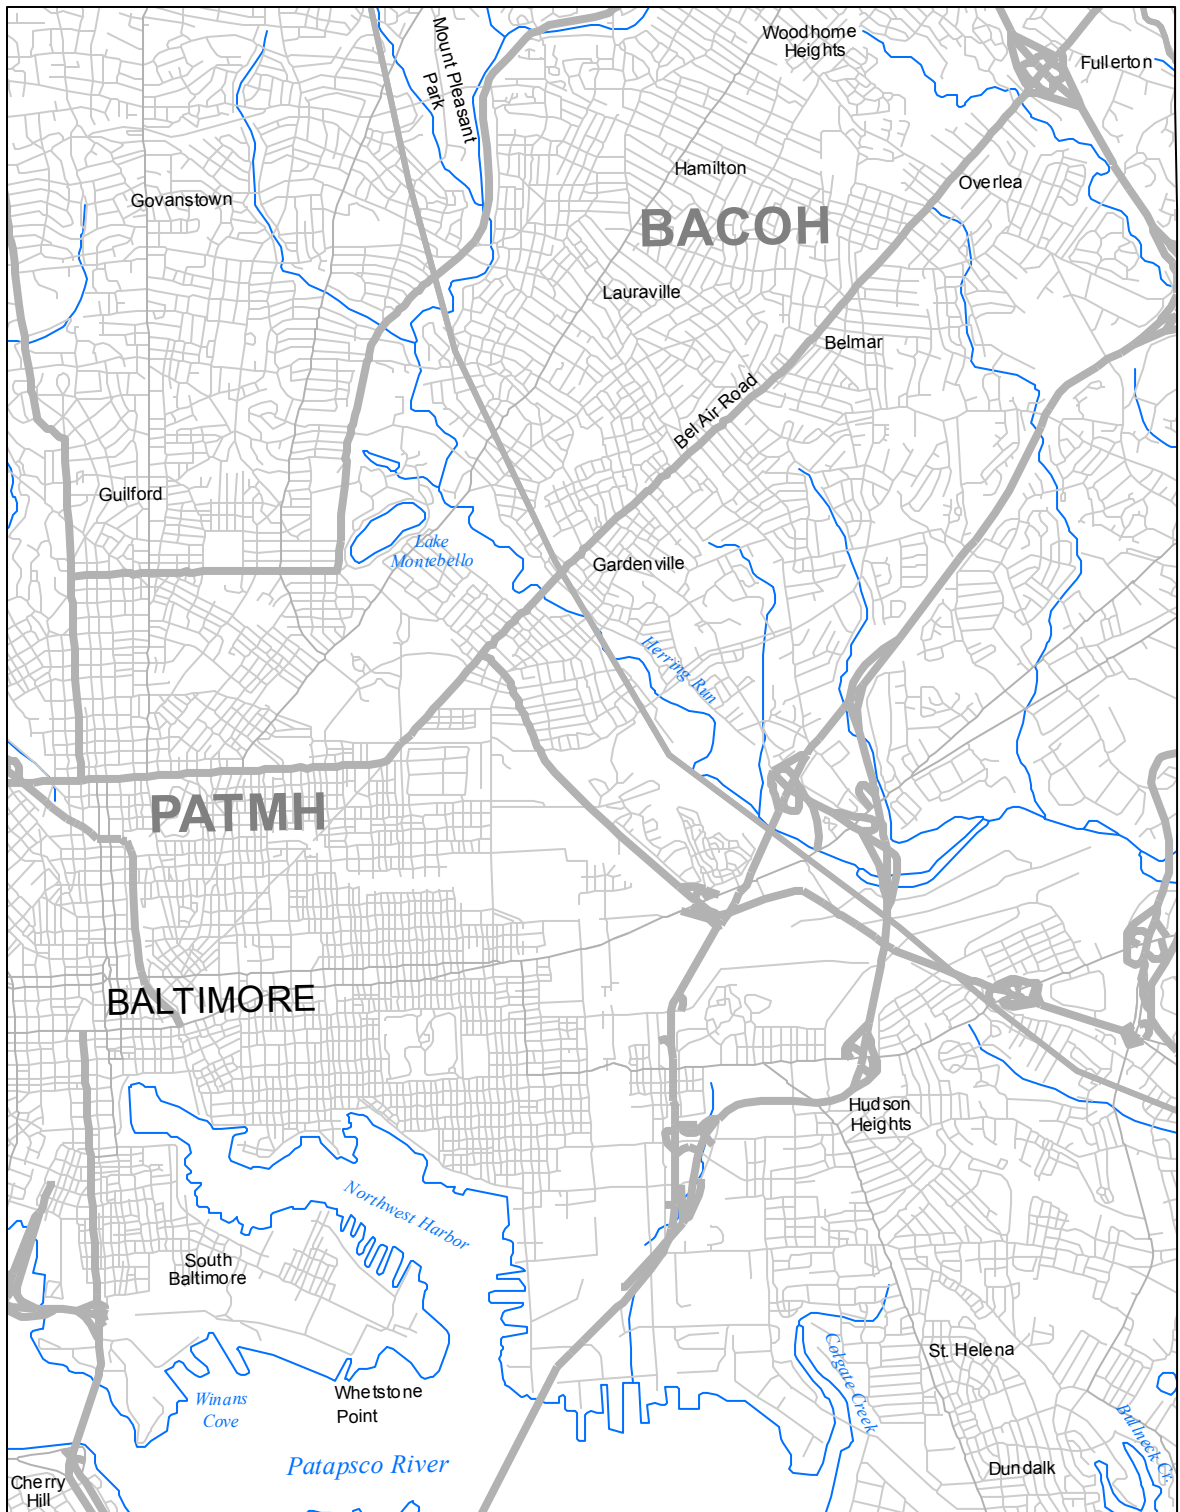 Woodhome
Heights
Fullerton
Mount Pleasant
Park
Hamilton
Overlea
Govanstown
BACOH
Lauraville
Belmar
Bel Air Road
Guilford
Lake
Montebello
Gardenville
Herring Run
PATMH
BALTIMORE
Hudson
Heights
Northwest Harbor
South
Baltimore
St. Helena
Colgate Creek
Whetstone
Point
Winans
Cove
Bullneck Cr.
Patapsco River
Dundalk
Cherry
Hill